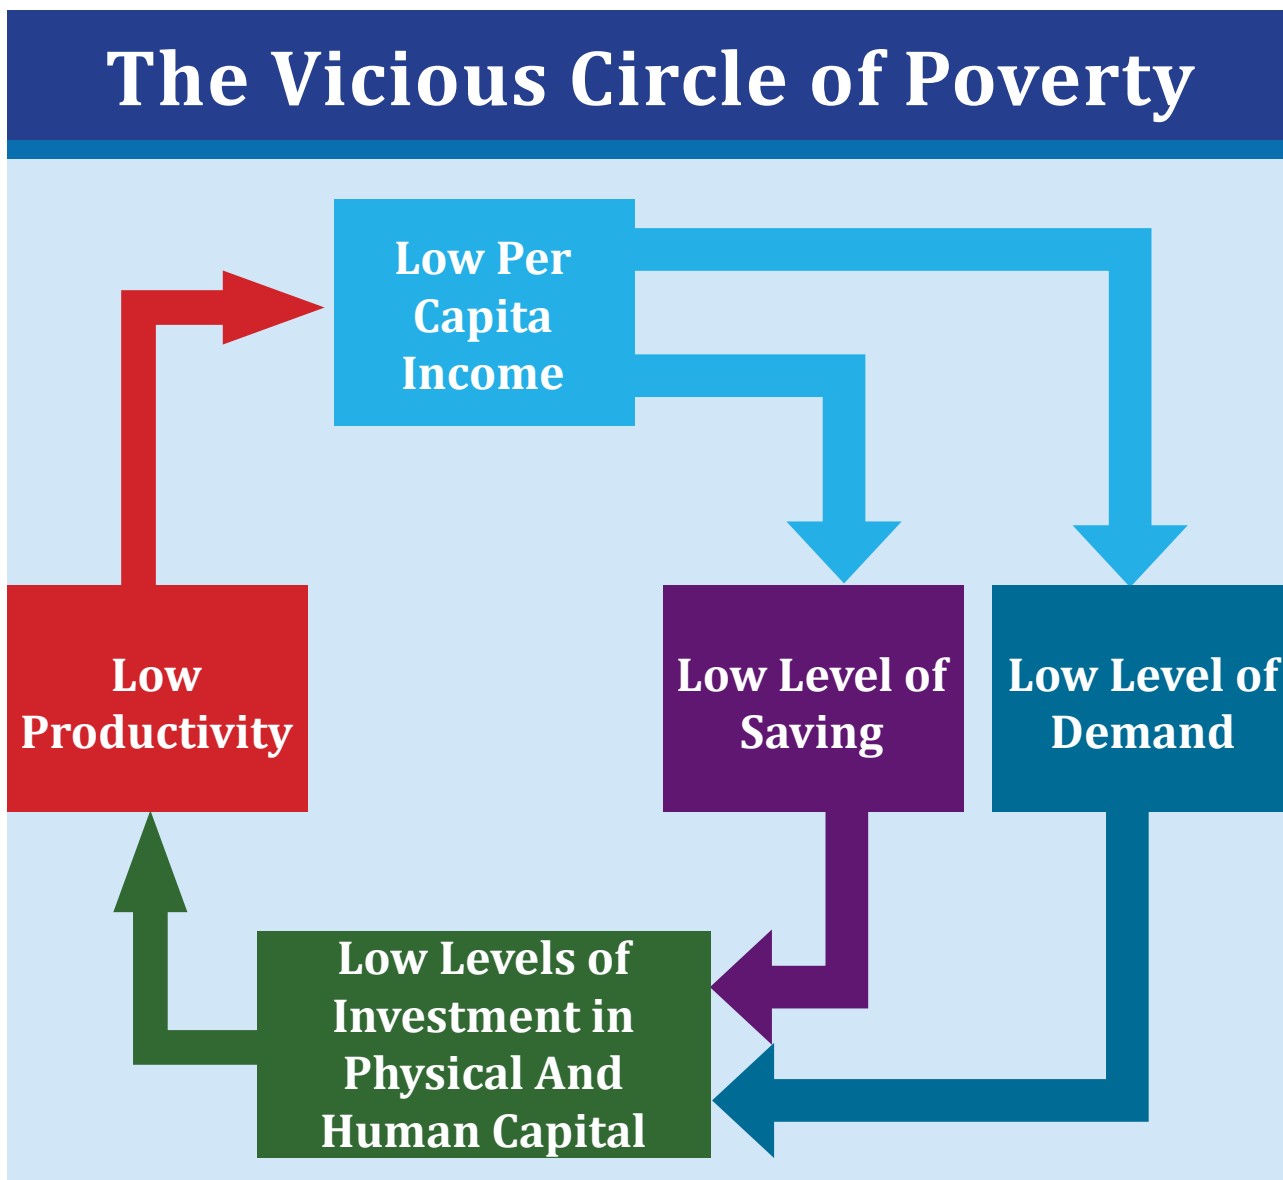 The Vicious Circle of Poverty
Low Per
Capita
Income
Low
Productivity
Low Level of
Saving
Low Level of
Demand
Low Levels of
Investment in
Physical And
Human Capital